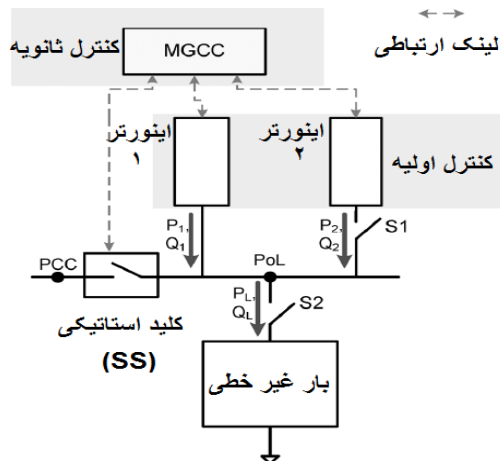 کنترل ثانویه
MGCC
لینک ارتباطی
اینورتر
۱
اینورتر
۲
کنترل اولیه
P1,
Q1
P2,
Q2
S1
PCC
PoL
PL,
QL
S2
کلید استاتیکی
(SS)
بار غیر خطی